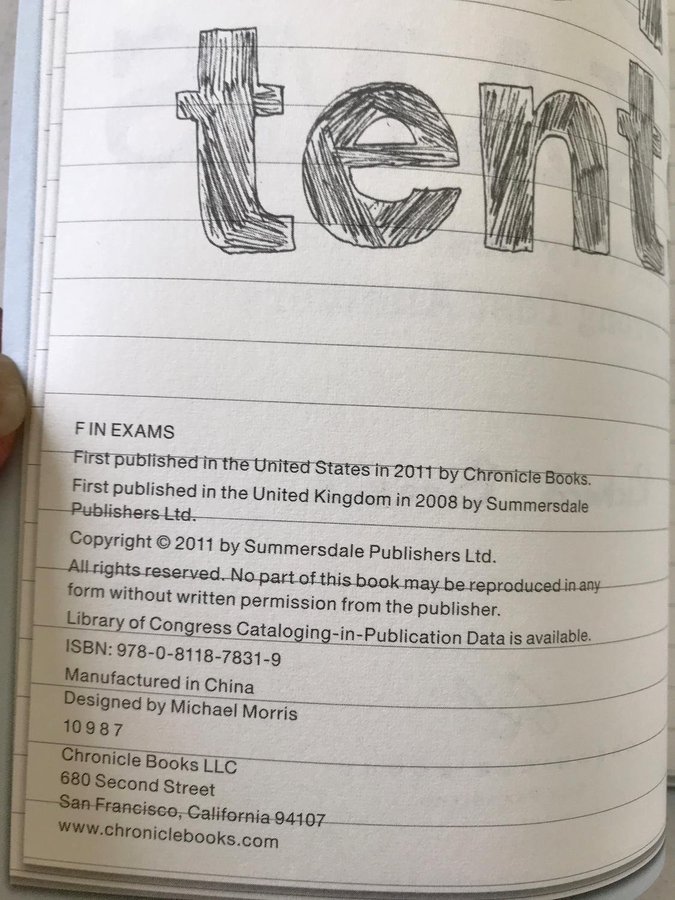 tent
F IN EXAMS
First published in the United States in 2011 by Chronicle Books.
First published in the United Kingdom in 2008 by Summersdale
Publishers Ltd.
Copyright © 2011 by Summersdale Publishers Ltd.
All rights reserved. No part of this book may be reproduced in any
form without written permission from the publisher.
Library of Congress Cataloging-in-Publication Data is available.
ISBN: 978-0-8118-7831-9
Manufactured in China
Designed by Michael Morris
10 9 8 7
Chronicle Books LLC
680 Second Street
San Francisco, California 94107
www.chroniclebooks.com